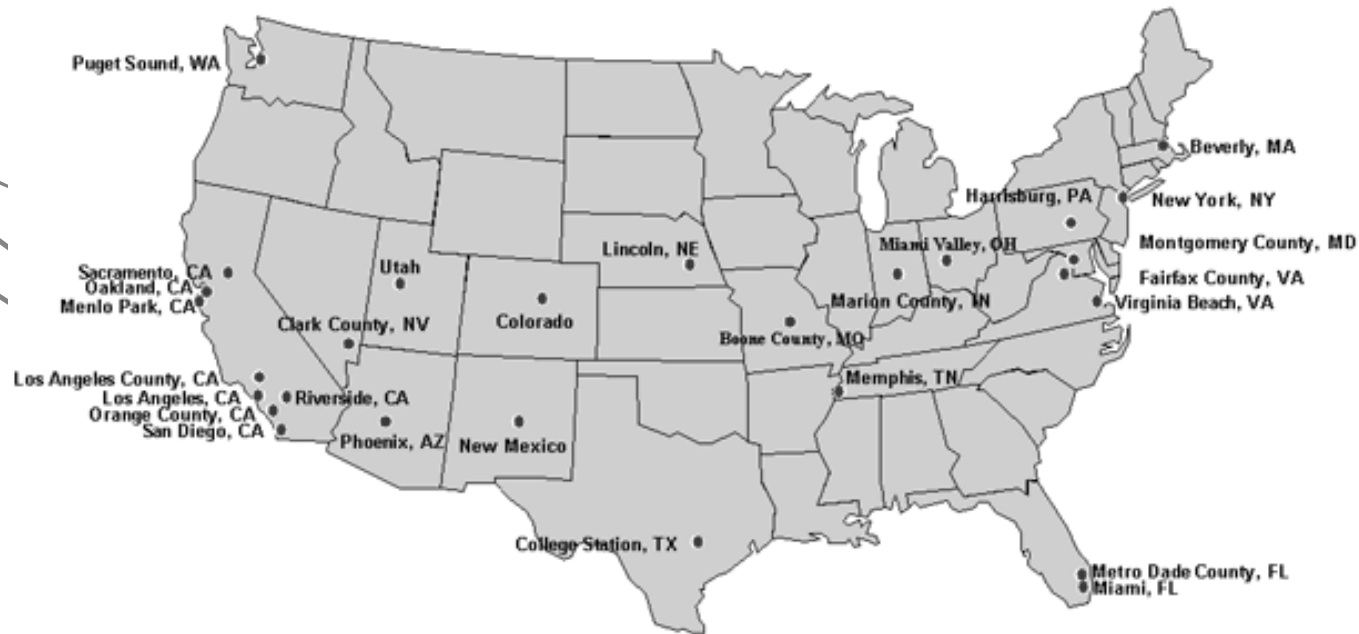 Puget Sound, WA
Beverly, MA
Harrisburg, PA
New York, NY
Montgomery County, MD
Miami Valley, OH
Lincoln, NE
Utah
Sacramento, CA
Fairfax County, VA
Oakland, CA
Menlo Park, CA
Marion County, IN
Virginia Beach, VA
Colorado
Clark County, NV
Boone County, MO
Los Angeles County, CA
Memphis, TN
Los Angeles, CA
Riverside, CA
Orange County, CA
San Diego, CA
Phoenix, AZ
New Mexico
College Station, TX
Metro Dade County, FL
Miami, FL